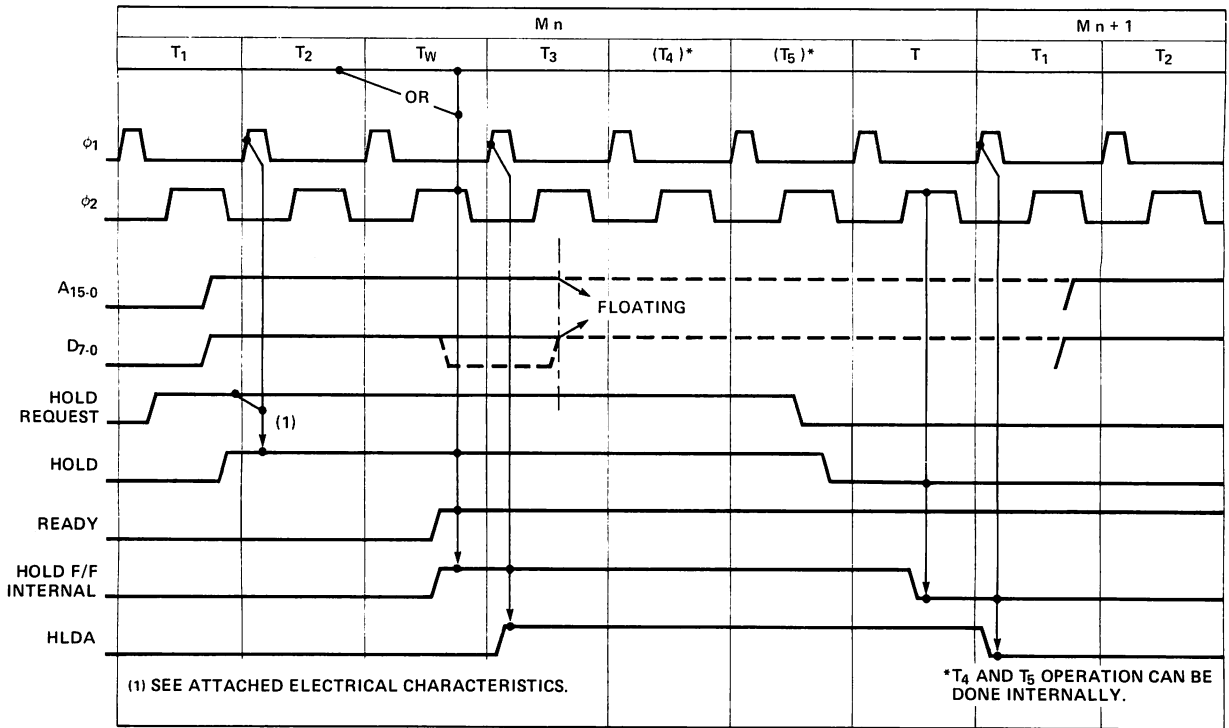 Mn Mn+1
T1 T2 TW T3 (T4)* (T5)* T T1 T2
OR
ϕ1
ϕ2
A15-0
FLOATING
D7-0
HOLD
REQUEST
(1)
HOLD
READY
HOLD F/F
INTERNAL
HLDA
(1) SEE ATTACHED ELECTRICAL CHARACTERISTICS.
*T4 AND T5 OPERATION CAN BE
DONE INTERNALLY.